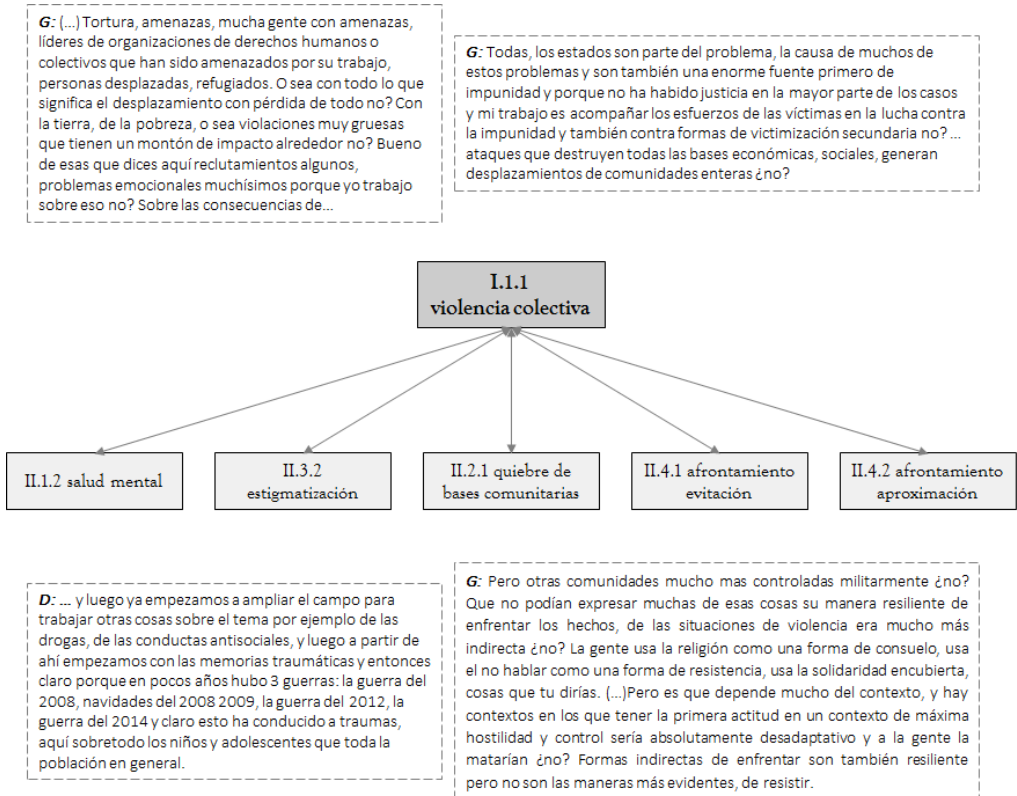 G: (...) Tortura, amenazas, mucha gente con amenazas,
líderes de organizaciones de derechos humanos o
colectivos que han sido amenazados por su trabajo,
personas desplazadas, refugiados. O sea con todo lo que
significa el desplazamiento con pérdida de todo no? Con
la tierra, de la pobreza, o sea violaciones muy gruesas
que tienen un montón de impacto alrededor no? Bueno
de esas que dices aquí reclutamientos algunos,
problemas emocionales muchísimos porque yo trabajo
sobre eso no? Sobre las consecuencias de...
G: Todas, los estados son parte del problema, la causa de muchos de
estos problemas y son también una enorme fuente primero de
impunidad y porque no ha habido justicia en la mayor parte de los casos
y mi trabajo es acompañar los esfuerzos de las víctimas en la lucha contra
la impunidad y también contra formas de victimización secundaria no? ...
ataques que destruyen todas las bases económicas, sociales, generan
desplazamientos de comunidades enteras ¿no?
I.1.1
violencia colectiva
II.1.2 salud mental
II.3.2
estigmatización
II.2.1 quiebre de
bases comunitarias
II.4.1 afrontamiento
evitación
II.4.2 afrontamiento
aproximación
D: ... y luego ya empezamos a ampliar el campo para
trabajar otras cosas sobre el tema por ejemplo de las
drogas, de las conductas antisociales, y luego a partir de
ahí empezamos con las memorias traumáticas y entonces
claro porque en pocos años hubo 3 guerras: la guerra del
2008, navidades del 2008 2009, la guerra del 2012, la
guerra del 2014 y claro esto ha conducido a traumas,
aquí sobretodo los niños y adolescentes que toda la
población en general.
G: Pero otras comunidades mucho mas controladas militarmente ¿no?
Que no podían expresar muchas de esas cosas su manera resiliente de
enfrentar los hechos, de las situaciones de violencia era mucho más
indirecta ¿no? La gente usa la religión como una forma de consuelo, usa
el no hablar como una forma de resistencia, usa la solidaridad encubierta,
cosas que tu dirías. (...)Pero es que depende mucho del contexto, y hay
contextos en los que tener la primera actitud en un contexto de máxima
hostilidad y control sería absolutamente desadaptativo y a la gente la
matarían ¿no? Formas indirectas de enfrentar son también resiliente
pero no son las maneras más evidentes, de resistir.